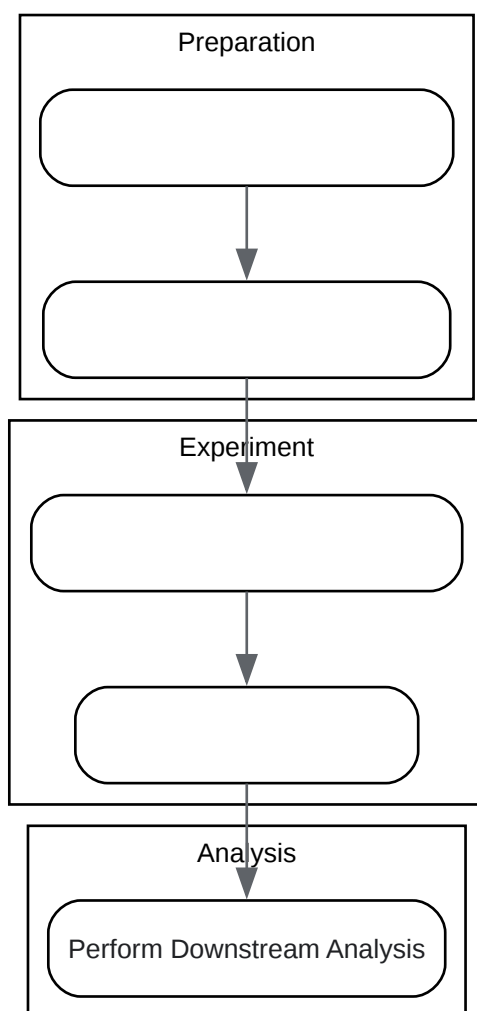 Preparation
Experiment
Analysis
Perform Downstream Analysis